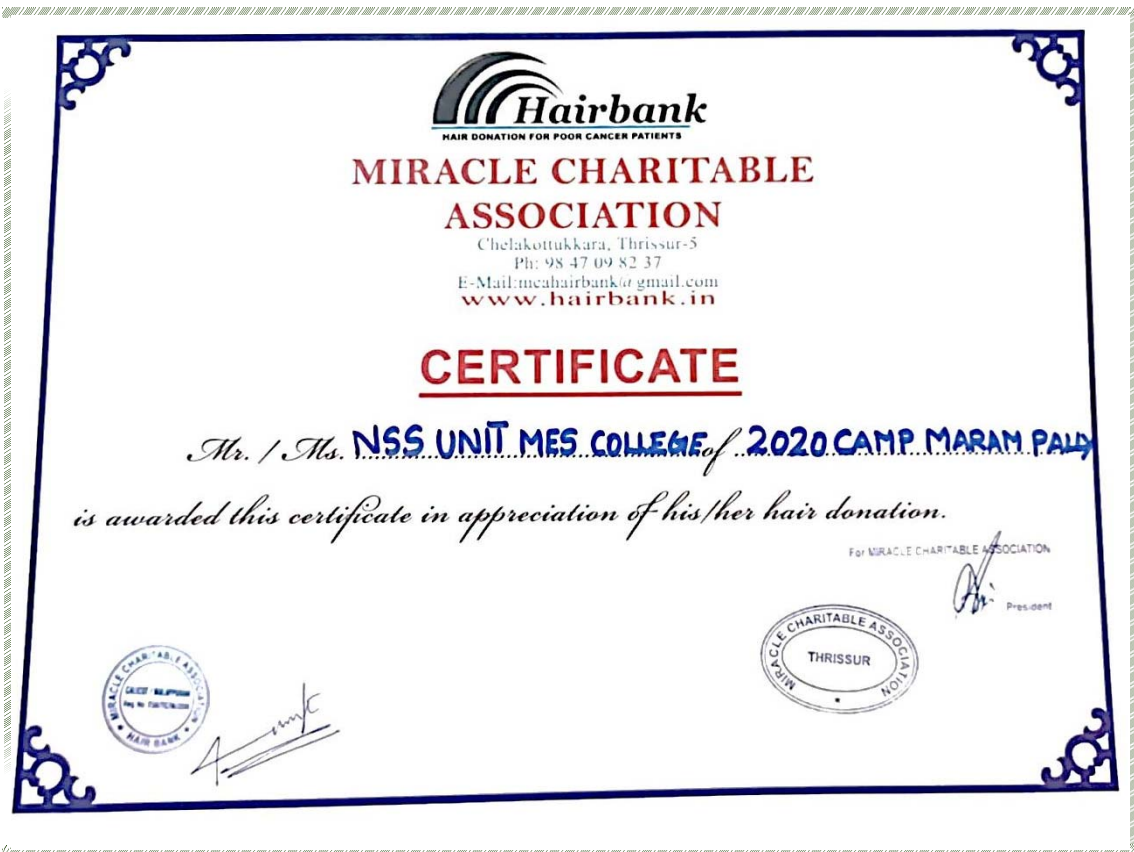 Hairbank
HAIR DONATION FOR POOR CANCER PATIENTS
MIRACLE CHARITABLE
ASSOCIATION
Chelakottukkara, Thrissur-5
Ph: 98 47 09 82 37
E-Mail:mcahairbank@gmail.com
www.hairbank.in
CERTIFICATE
Mr. / Ms. NSS UNIT MES COLLEGE of 2020 CAMP MARAM PALLY
is awarded this certificate in appreciation of his/her hair donation.
For MIRACLE CHARITABLE ASSOCIATION
President
MIRACLE CHARITABLE ASSOCIATION
THRISSUR
MIRACLE CHARITABLE ASSOCIATION
HAIR BANK